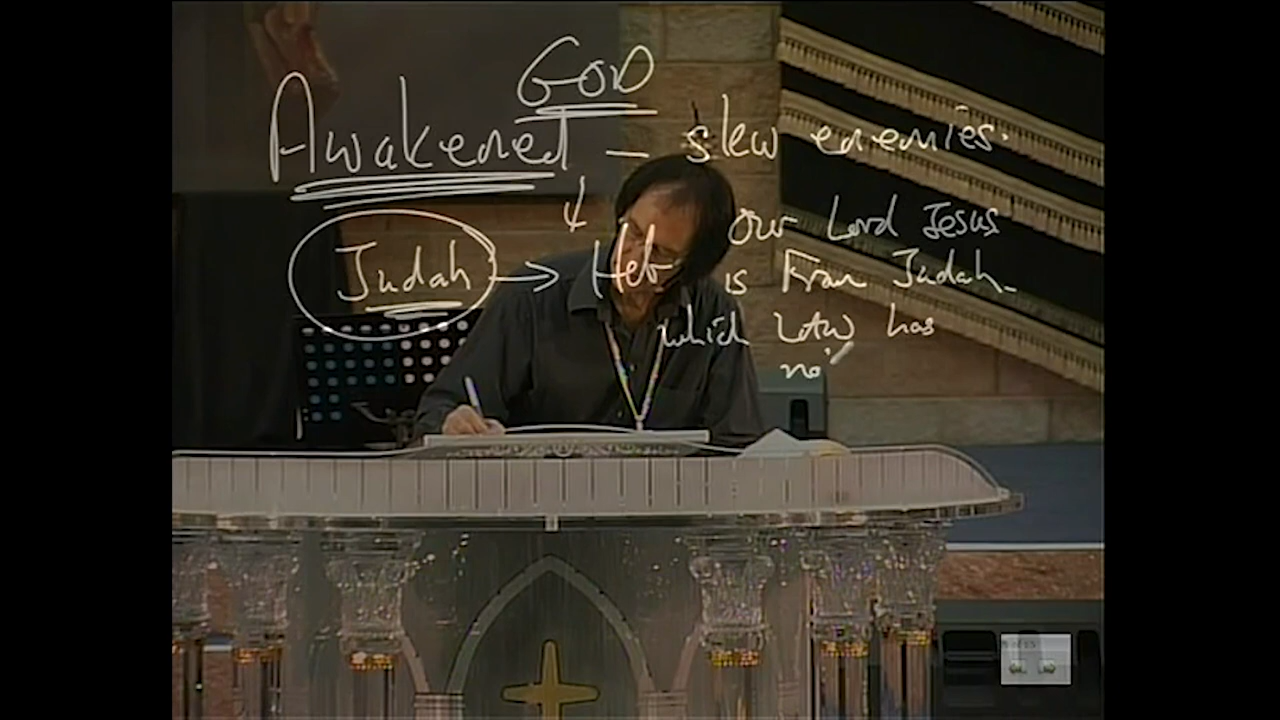 GOD
Awakened — slew enemies.
Judah → Heb
Our Lord Jesus
is From Judah.
which LAW has
no